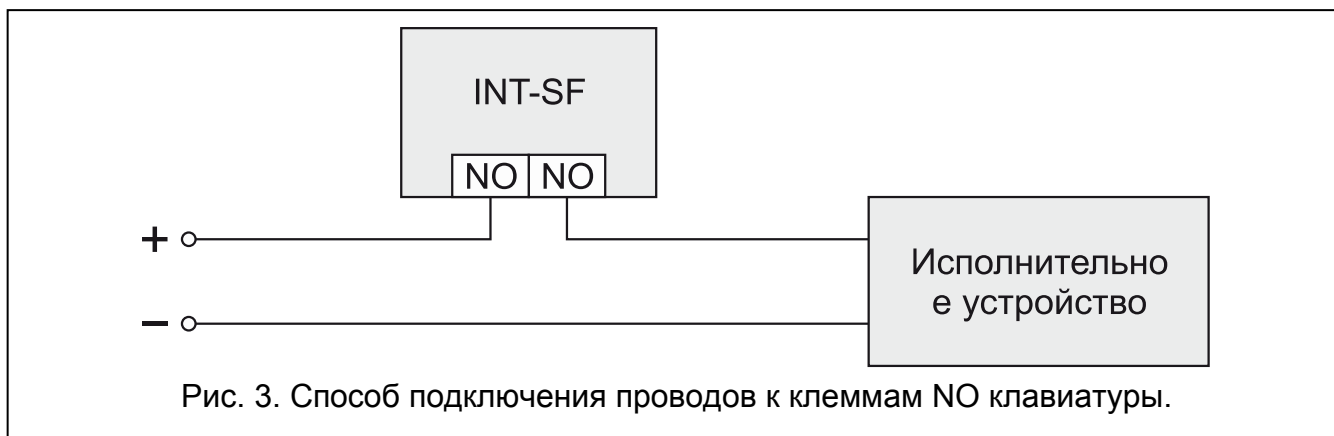 INT-SF
NO NO
+
−
Исполнительно
е устройство
Рис. 3. Способ подключения проводов к клеммам NO клавиатуры.